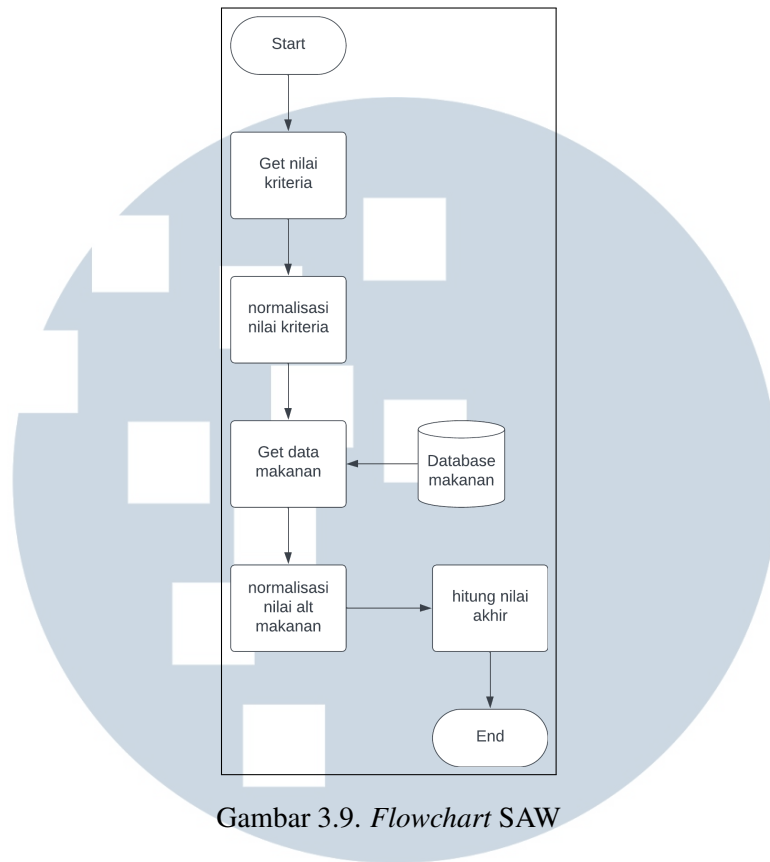 Start
Get nilai
kriteria
normalisasi
nilai kriteria
Get data
makanan
Database
makanan
normalisasi
nilai alt
makanan
hitung nilai
akhir
End
Gambar 3.9. Flowchart SAW